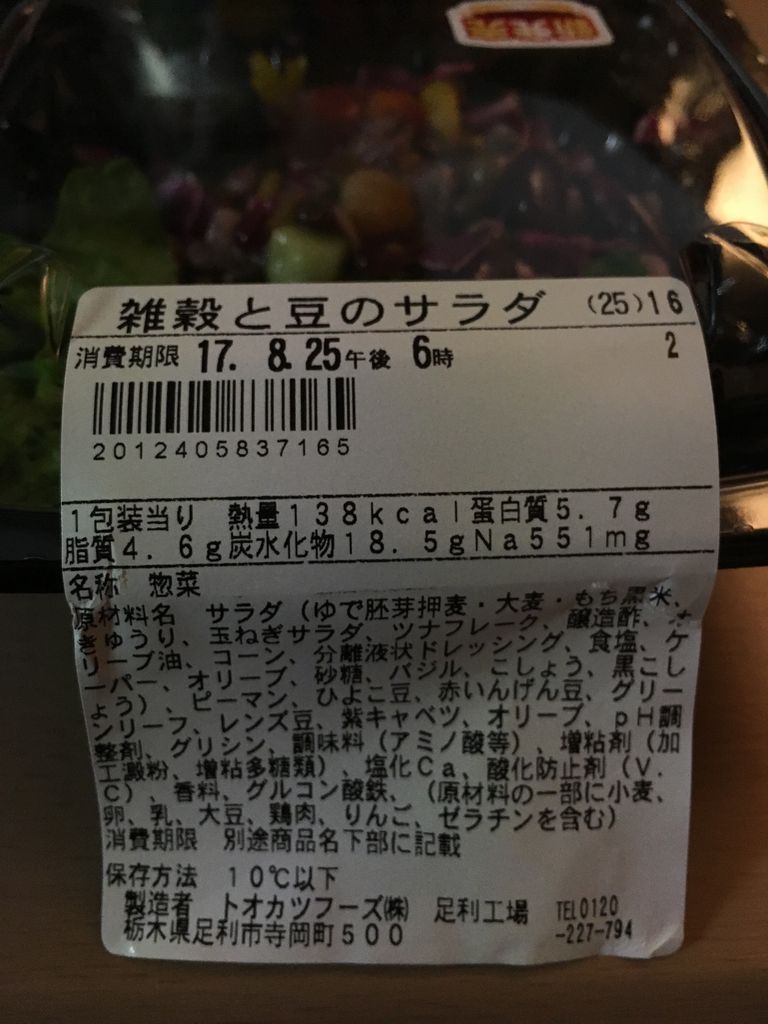 新発売
雑穀と豆のサラダ (25)16
消費期限 17. 8.25午後 6時 2
2012405837165
1包装当り 熱量138kcal 蛋白質5.7g
脂質4.6g炭水化物18.5gNa551mg
名称 惣菜
原材料名 サラダ(ゆで胚芽押麦・大麦・もち黒米、
きゅうり、玉ねぎサラダ、ツナフレーク、醸造酢、オ
リーブ油、コーン、分離液状ドレッシング、食塩、ケ
ーパー、オリーブ、砂糖、バジル、こしょう、黒こし
ょう)、ピーマン、ひよこ豆、赤いんげん豆、グリー
ンリーフ、レンズ豆、紫キャベツ、オリーブ、pH調
整剤、グリシン、調味料(アミノ酸等)、増粘剤(加
工澱粉、増粘多糖類)、塩化Ca、酸化防止剤(V.
C)、香料、グルコン酸鉄、(原材料の一部に小麦、
卵、乳、大豆、鶏肉、りんご、ゼラチンを含む)
消費期限 別途商品名下部に記載
保存方法 10℃以下
製造者 トオカツフーズ㈱ 足利工場 TEL0120
栃木県足利市寺岡町500 -227-794